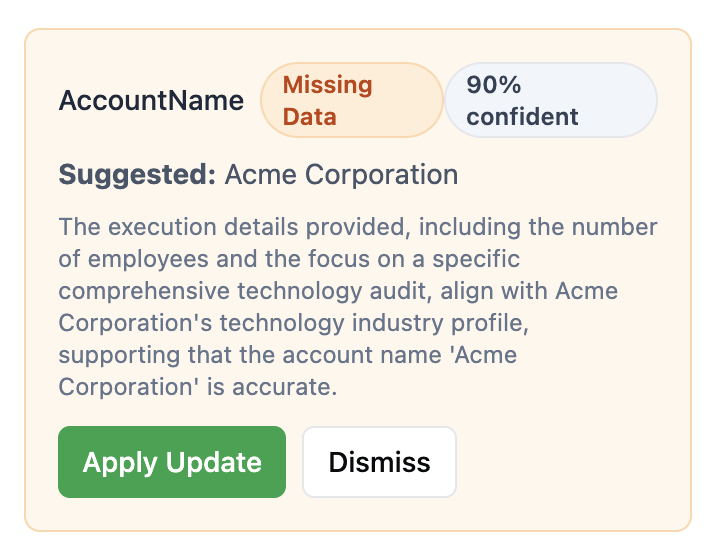 AccountName
Missing
Data
90%
confident
Suggested: Acme Corporation
The execution details provided, including the number
of employees and the focus on a specific
comprehensive technology audit, align with Acme
Corporation's technology industry profile,
supporting that the account name 'Acme
Corporation' is accurate.
Apply Update
Dismiss